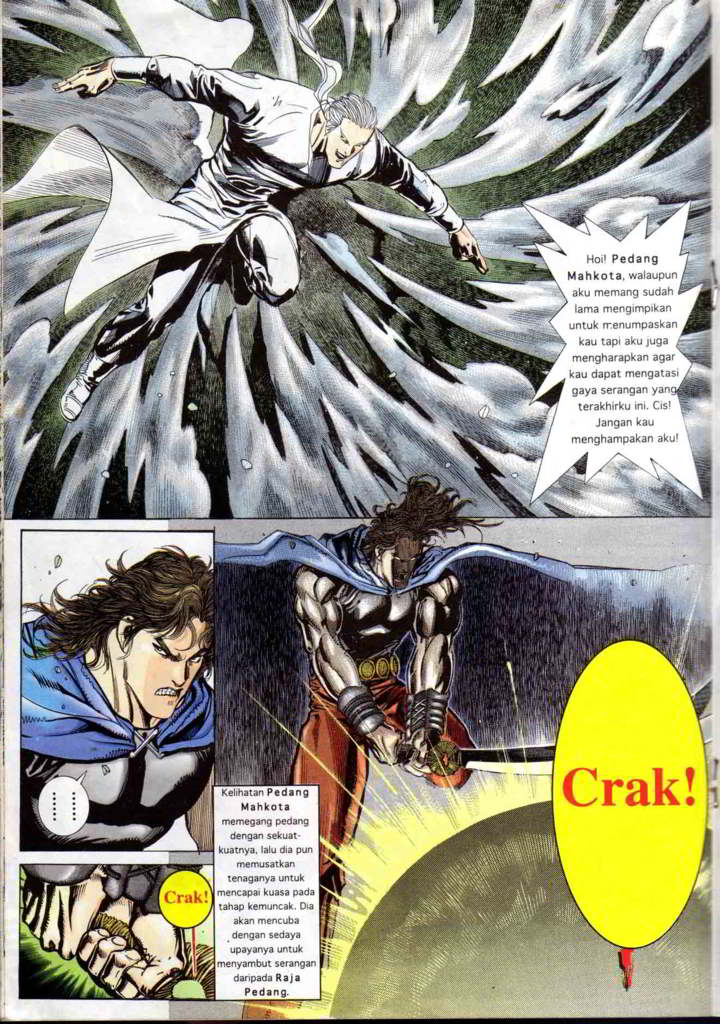 Hoi! Pedang
Mahkota, walaupun
aku memang sudah
lama mengimpikan
untuk menumpaskan
kau tapi aku juga
mengharapkan agar
kau dapat mengatasi
gaya serangan yang
terakhirku ini. Cis!
Jangan kau
menghampakan aku!
Crak!
Kelihatan Pedang
Mahkota
memegang pedang
dengan sekuat-
kuatnya, lalu dia pun
memusatkan
tenaganya untuk
mencapai kuasa pada
tahap kemuncak. Dia
akan mencuba
dengan sedaya
upayanya untuk
menyambut serangan
daripada Raja
Pedang.
Crak!